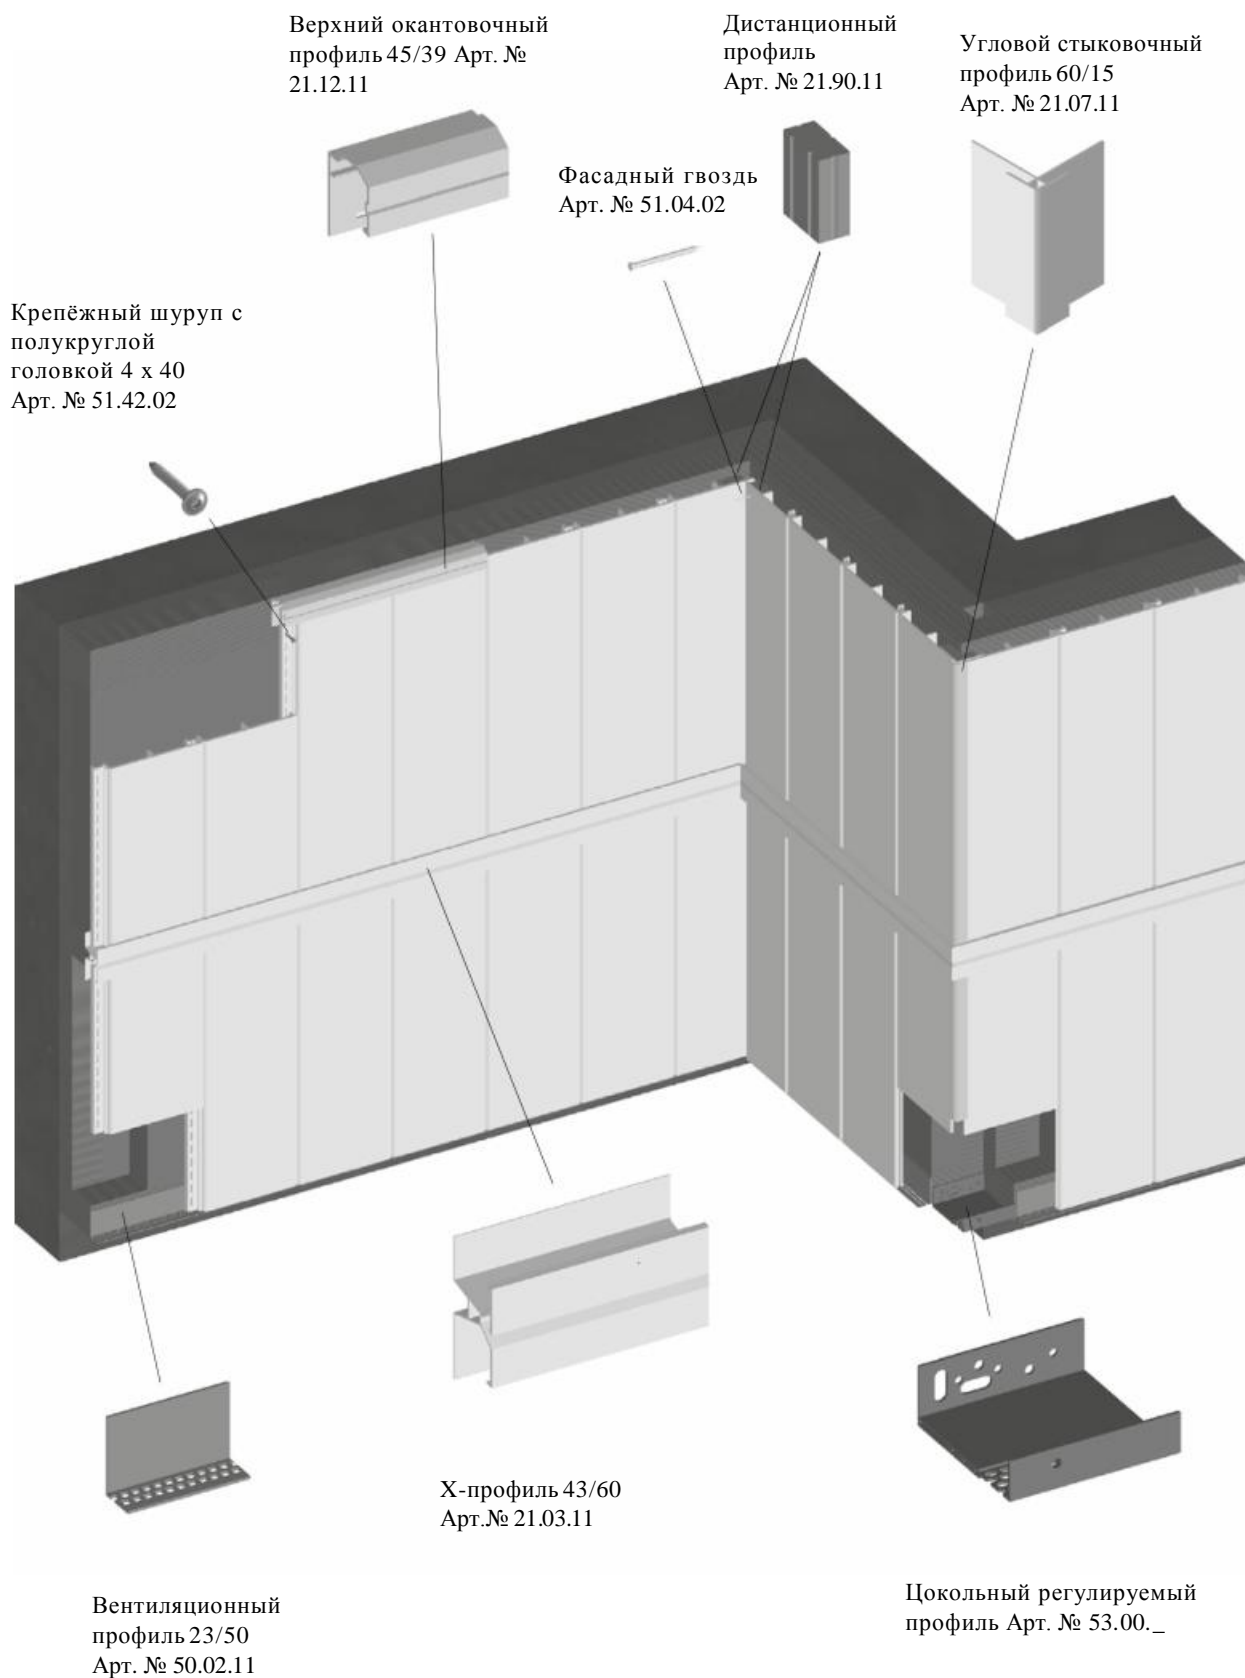 Верхний окантовочный
профиль 45/39 Арт. №
21.12.11
Дистанционный
профиль
Арт. № 21.90.11
Угловой стыковочный
профиль 60/15
Арт. № 21.07.11
Фасадный гвоздь
Арт. № 51.04.02
Крепёжный шуруп с
полукруглой
головкой 4 х 40
Арт. № 51.42.02
Х-профиль 43/60
Арт.№ 21.03.11
Вентиляционный
профиль 23/50
Арт. № 50.02.11
Цокольный регулируемый
профиль Арт. № 53.00._